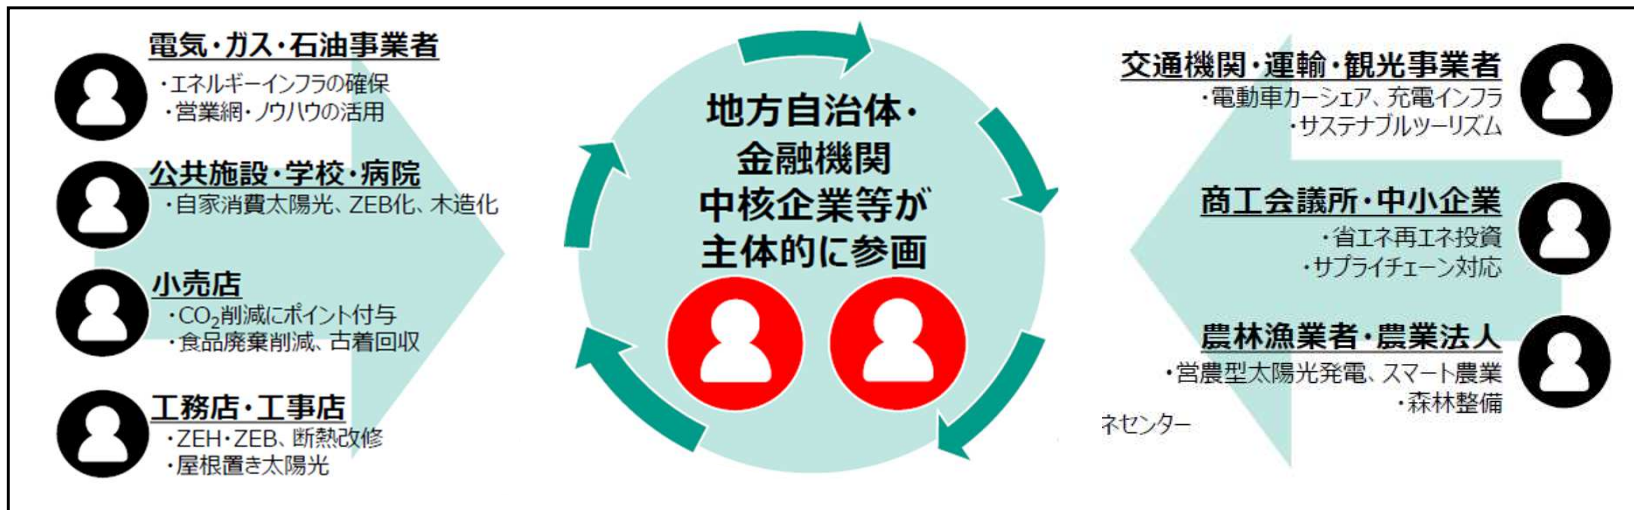 電気・ガス・石油事業者
・エネルギーインフラの確保
・営業網・ノウハウの活用
公共施設・学校・病院
・自家消費太陽光、ZEB化、木造化
小売店
・CO₂削減にポイント付与
・食品廃棄削減、古着回収
工務店・工事店
・ZEH・ZEB、断熱改修
・屋根置き太陽光
地方自治体・
金融機関
中核企業等が
主体的に参画
交通機関・運輸・観光事業者
・電動車カーシェア、充電インフラ
・サステナブルツーリズム
商工会議所・中小企業
・省エネ再エネ投資
・サプライチェーン対応
農林漁業者・農業法人
・営農型太陽光発電、スマート農業
・森林整備
ネセンター